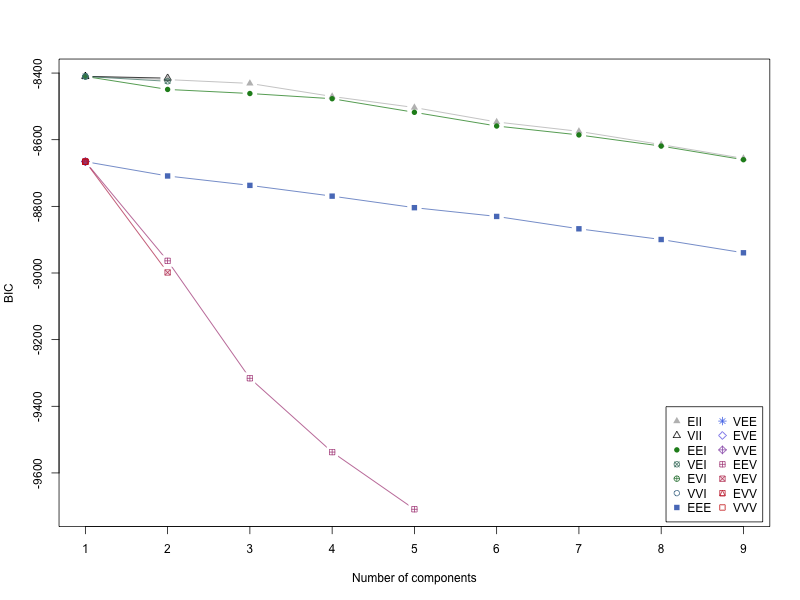 -8400
-8600
-8800
-9000
-9200
-9400
-9600
BIC
1 2 3 4 5 6 7 8 9
Number of components
EII VEE
VII EVE
EEI VVE
VEI EEV
EVI VEV
VVI EVV
EEE VVV